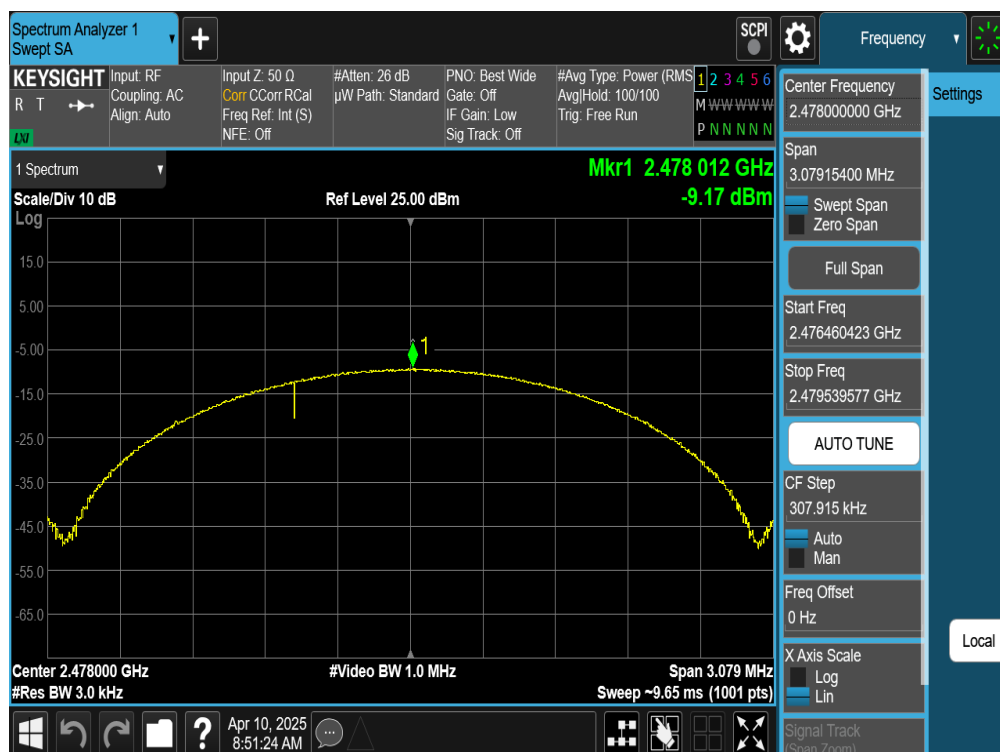 Spectrum Analyzer 1
Swept SA
+
SCPI
Frequency
KEYSIGHT
R T
LXI
Input: RF
Coupling: AC
Align: Auto
Input Z: 50 Ω
Corr CCorr RCal
Freq Ref: Int (S)
NFE: Off
#Atten: 26 dB
µW Path: Standard
PNO: Best Wide
Gate: Off
IF Gain: Low
Sig Track: Off
#Avg Type: Power (RMS
Avg|Hold: 100/100
Trig: Free Run
1 2 3 4 5 6
M W W W W W
P N N N N N
1 Spectrum
Mkr1 2.478 012 GHz
-9.17 dBm
Scale/Div 10 dB
Ref Level 25.00 dBm
Log
15.0
5.00
-5.00
-15.0
-25.0
-35.0
-45.0
-55.0
-65.0
1
Center 2.478000 GHz
#Video BW 1.0 MHz
Span 3.079 MHz
#Res BW 3.0 kHz
Sweep ~9.65 ms (1001 pts)
Center Frequency
2.478000000 GHz
Span
3.07915400 MHz
Swept Span
Zero Span
Full Span
Start Freq
2.476460423 GHz
Stop Freq
2.479539577 GHz
AUTO TUNE
CF Step
307.915 kHz
Auto
Man
Freq Offset
0 Hz
X Axis Scale
Log
Lin
Signal Track
(Span Zoom)
Settings
Local
?
Apr 10, 2025
8:51:24 AM